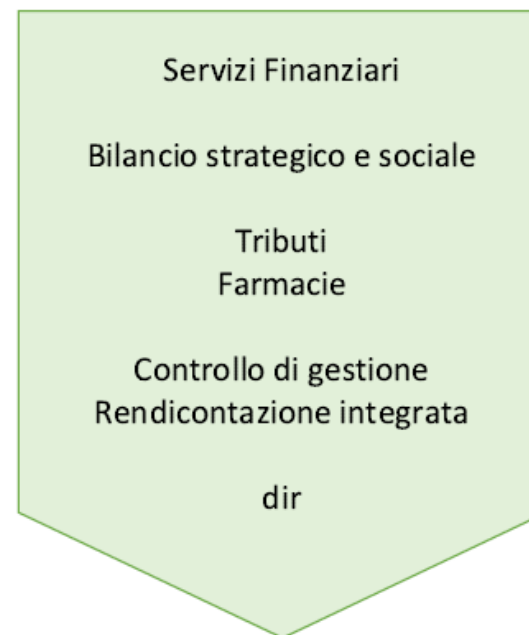 Servizi Finanziari
Bilancio strategico e sociale
Tributi
Farmacie
Controllo di gestione
Rendicontazione integrata
dir